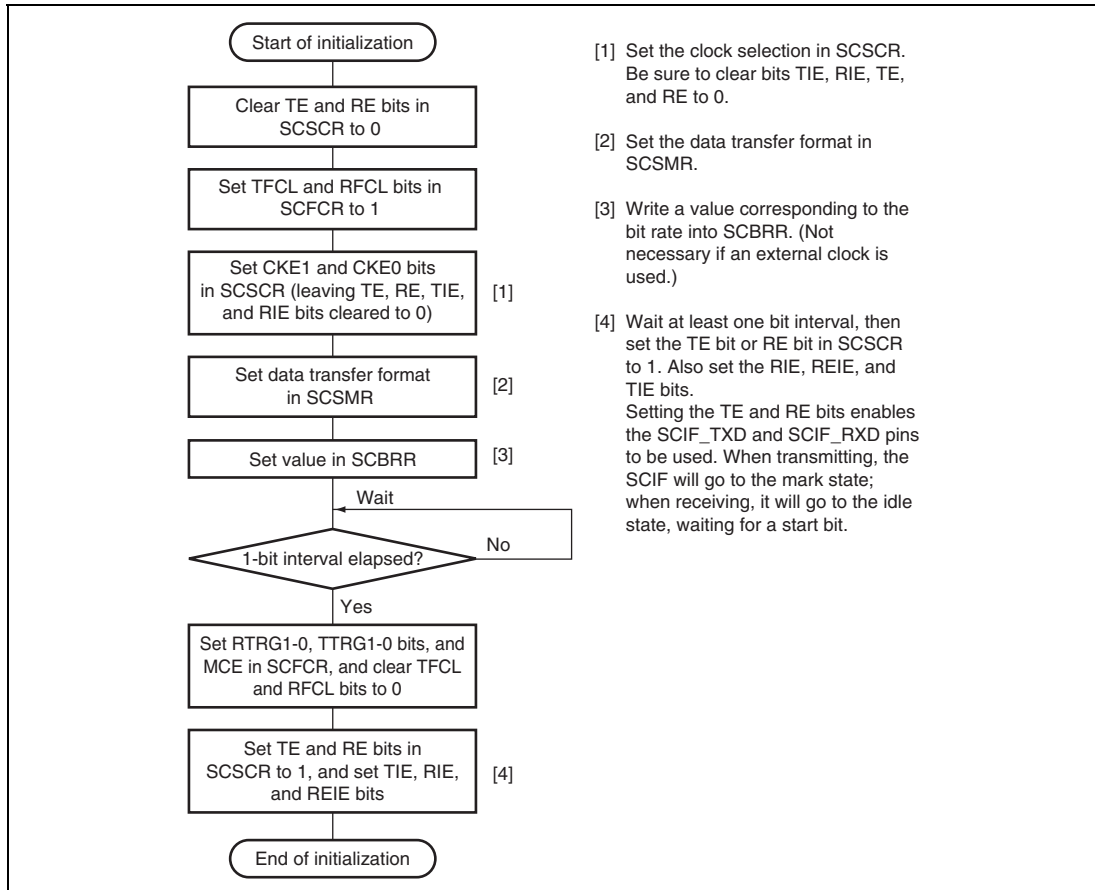 Start of initialization
Clear TE and RE bits in
SCSCR to 0
Set TFCL and RFCL bits in
SCFCR to 1
Set CKE1 and CKE0 bits
in SCSCR (leaving TE, RE, TIE,
and RIE bits cleared to 0)
[1]
Set data transfer format
in SCSMR
[2]
Set value in SCBRR
[3]
Wait
1-bit interval elapsed?
No
Yes
Set RTRG1-0, TTRG1-0 bits, and
MCE in SCFCR, and clear TFCL
and RFCL bits to 0
Set TE and RE bits in
SCSCR to 1, and set TIE, RIE,
and REIE bits
[4]
End of initialization
[1] Set the clock selection in SCSCR.
Be sure to clear bits TIE, RIE, TE,
and RE to 0.
[2] Set the data transfer format in
SCSMR.
[3] Write a value corresponding to the
bit rate into SCBRR. (Not
necessary if an external clock is
used.)
[4] Wait at least one bit interval, then
set the TE bit or RE bit in SCSCR
to 1. Also set the RIE, REIE, and
TIE bits.
Setting the TE and RE bits enables
the SCIF_TXD and SCIF_RXD pins
to be used. When transmitting, the
SCIF will go to the mark state;
when receiving, it will go to the idle
state, waiting for a start bit.